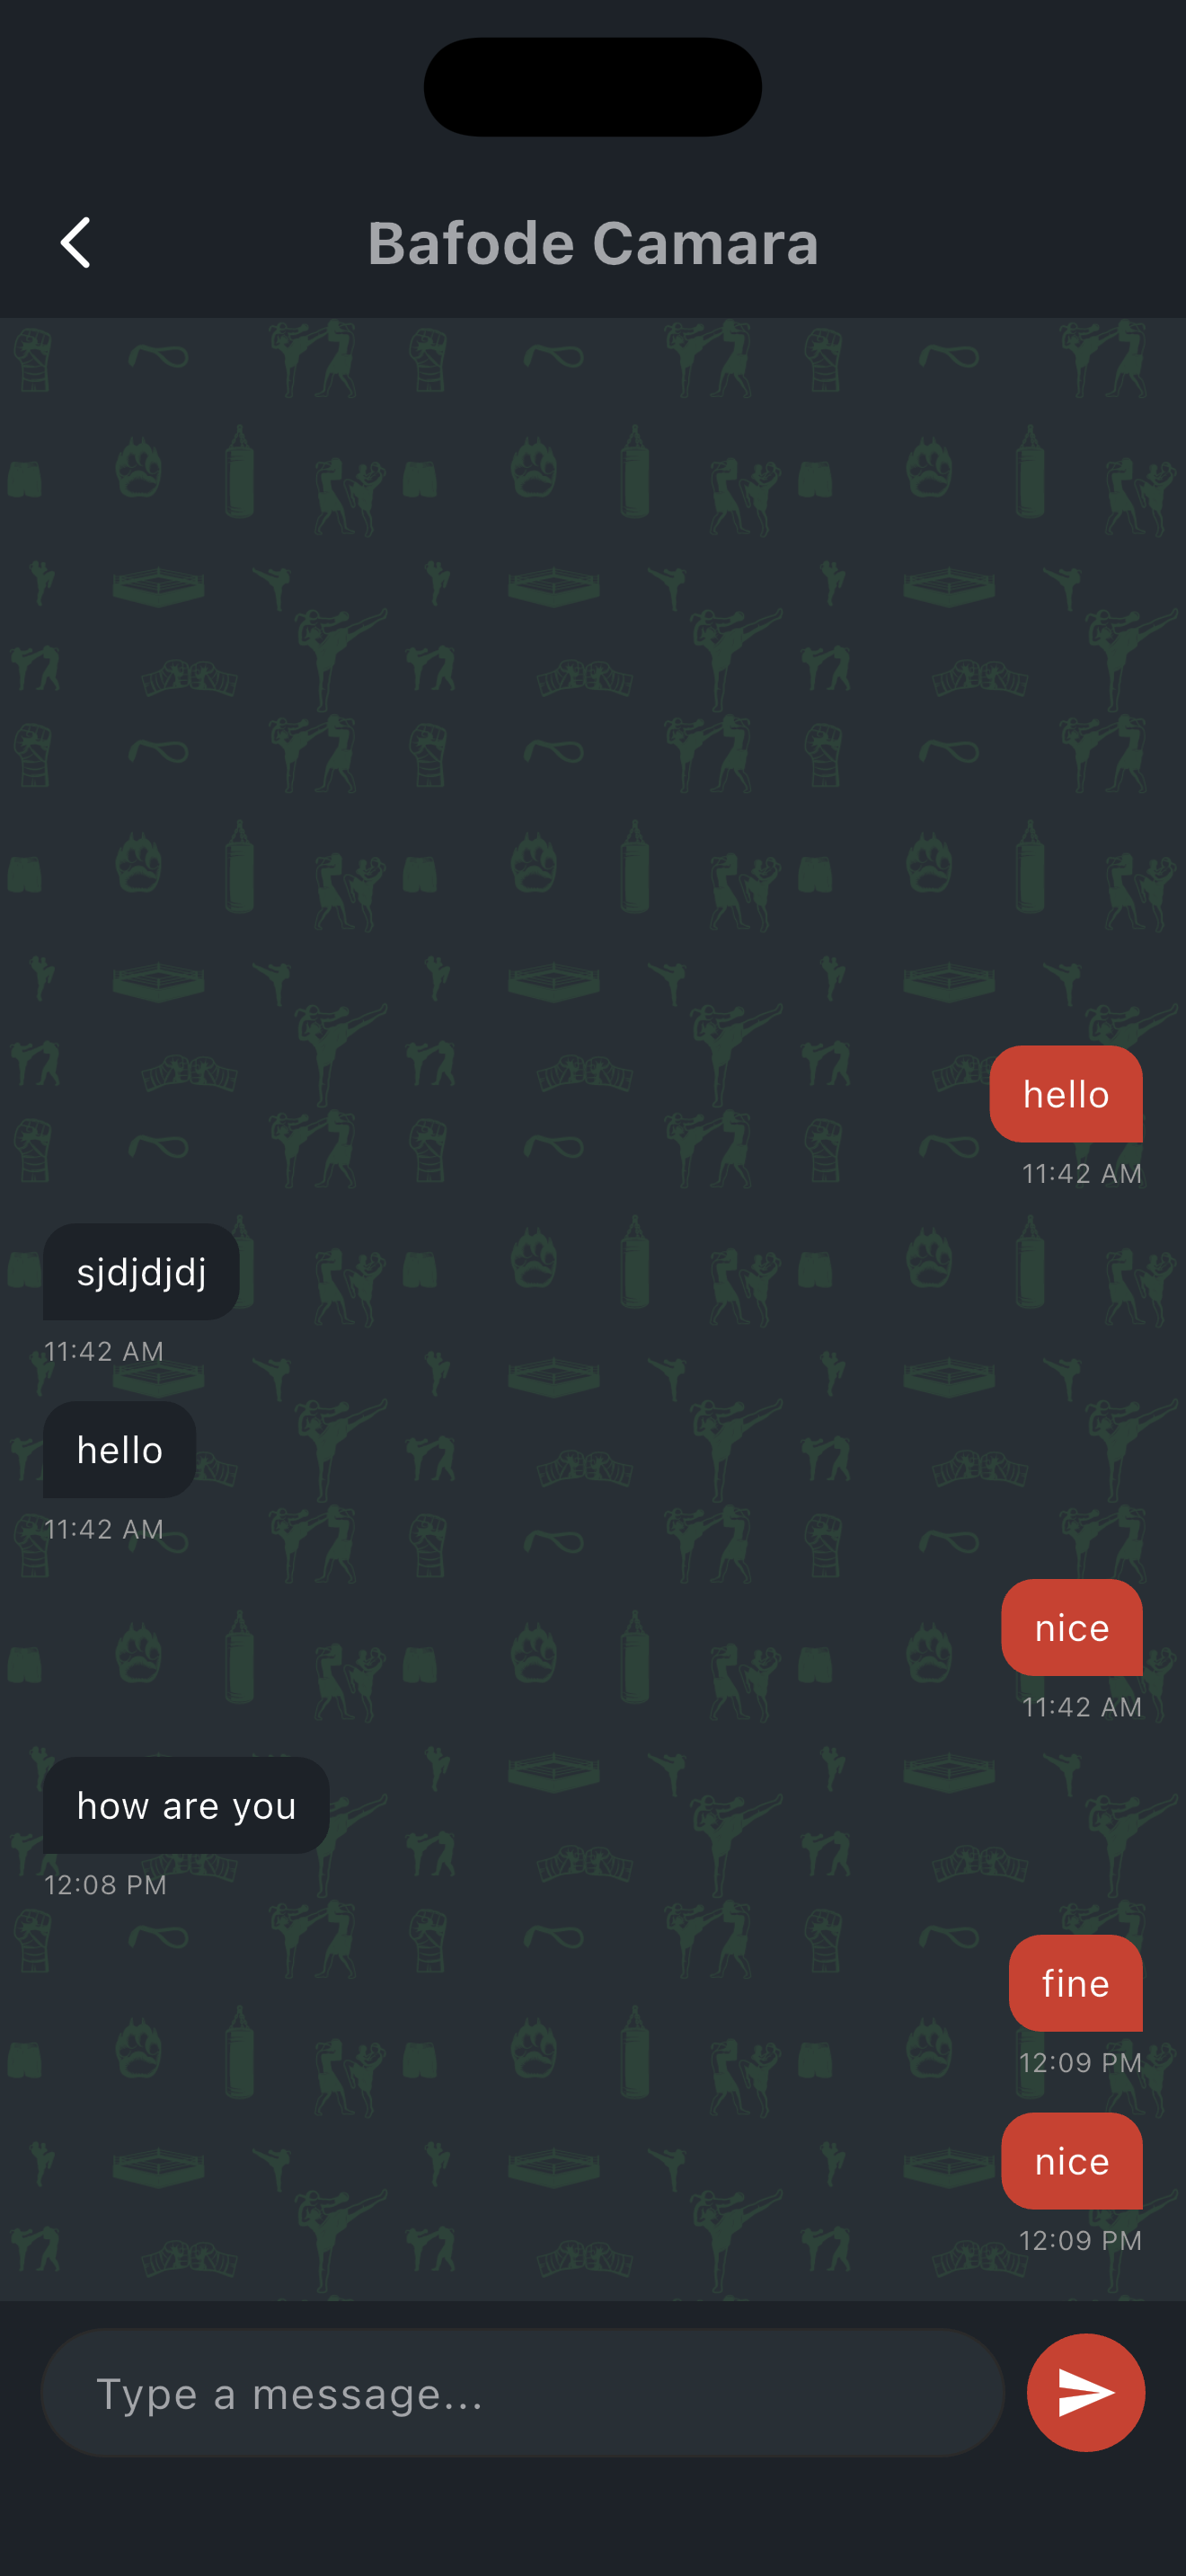 Bafode Camara
hello
11:42 AM
sjdjdjdj
11:42 AM
hello
11:42 AM
nice
11:42 AM
how are you
12:08 PM
fine
12:09 PM
nice
12:09 PM
Type a message...